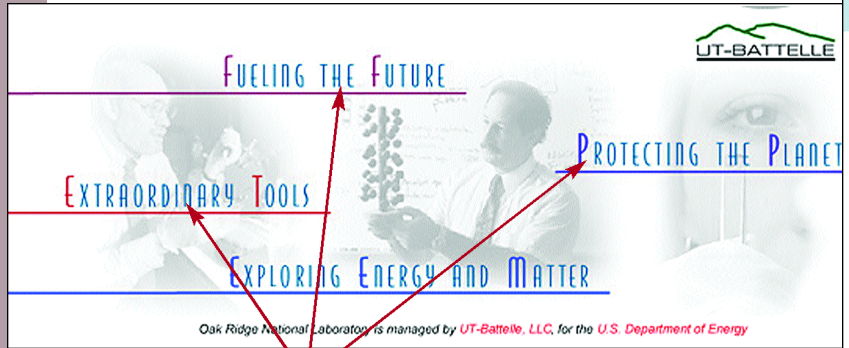 UT-BATTELLE
FUELING THE FUTURE
PROTECTING THE PLANET
EXTRAORDINARY TOOLS
EXPLORING ENERGY AND MATTER
Oak Ridge National Laboratory is managed by UT-Battelle, LLC, for the U.S. Department of Energy